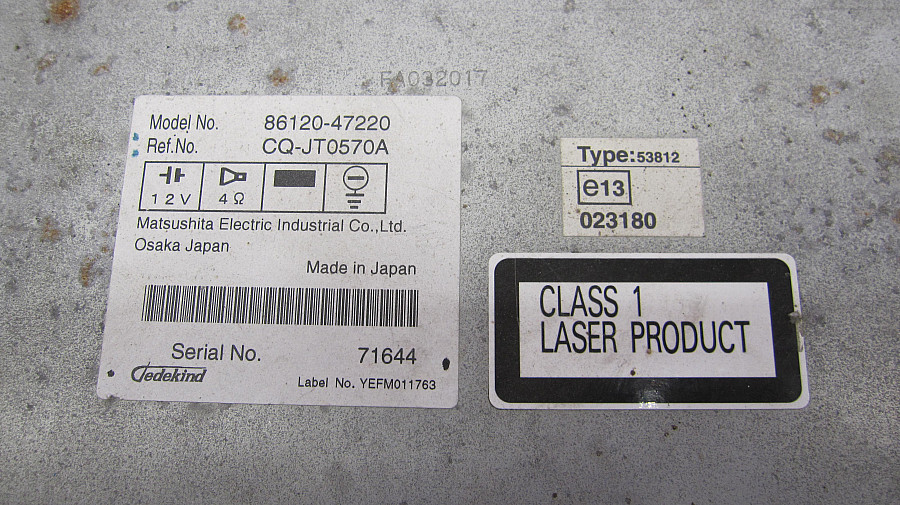 FA032017
Model No. 86120-47220
Ref.No. CQ-JT0570A
12V 4Ω
Matsushita Electric Industrial Co.,Ltd.
Osaka Japan
Made in Japan
Serial No. 71644
Jedekind
Label No. YEFM011763
Type:53812
e13
023180
CLASS 1
LASER PRODUCT